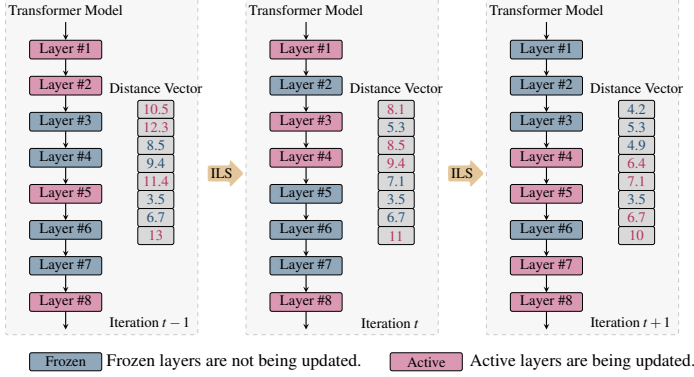 Transformer Model
Layer #1
Layer #2
Layer #3
Layer #4
Layer #5
Layer #6
Layer #7
Layer #8
Distance Vector
10.5
12.3
8.5
9.4
11.4
3.5
6.7
13
Iteration t − 1
ILS
Transformer Model
Layer #1
Layer #2
Layer #3
Layer #4
Layer #5
Layer #6
Layer #7
Layer #8
Distance Vector
8.1
5.3
8.5
9.4
7.1
3.5
6.7
11
Iteration t
ILS
Transformer Model
Layer #1
Layer #2
Layer #3
Layer #4
Layer #5
Layer #6
Layer #7
Layer #8
Distance Vector
4.2
5.3
4.9
6.4
7.1
3.5
6.7
10
Iteration t + 1
Frozen Frozen layers are not being updated.
Active Active layers are being updated.